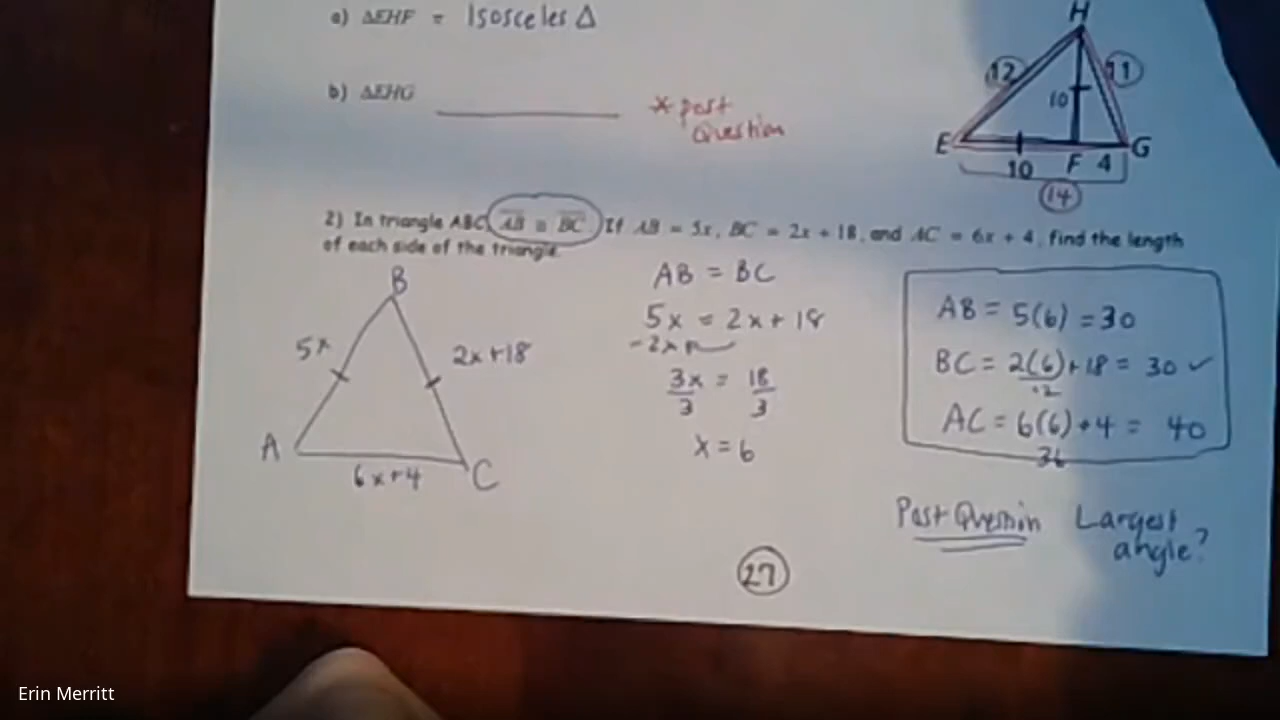 a) ΔEHF = Isosceles Δ
b) ΔEHG
* post
Question
H
12
11
10
E
10
F
4
G
14
2) In triangle ABC, AB ≅ BC. If AB = 5x, BC = 2x + 18, and AC = 6x + 4, find the length
of each side of the triangle.
B
5x
2x+18
A
6x+4
C
AB = BC
5x = 2x + 18
-2x
3x = 18
3 3
x = 6
AB = 5(6) = 30
BC = 2(6)+18 = 30 ✓
12
AC = 6(6)+4 = 40
36
Post Question Largest
angle?
27
Erin Merritt